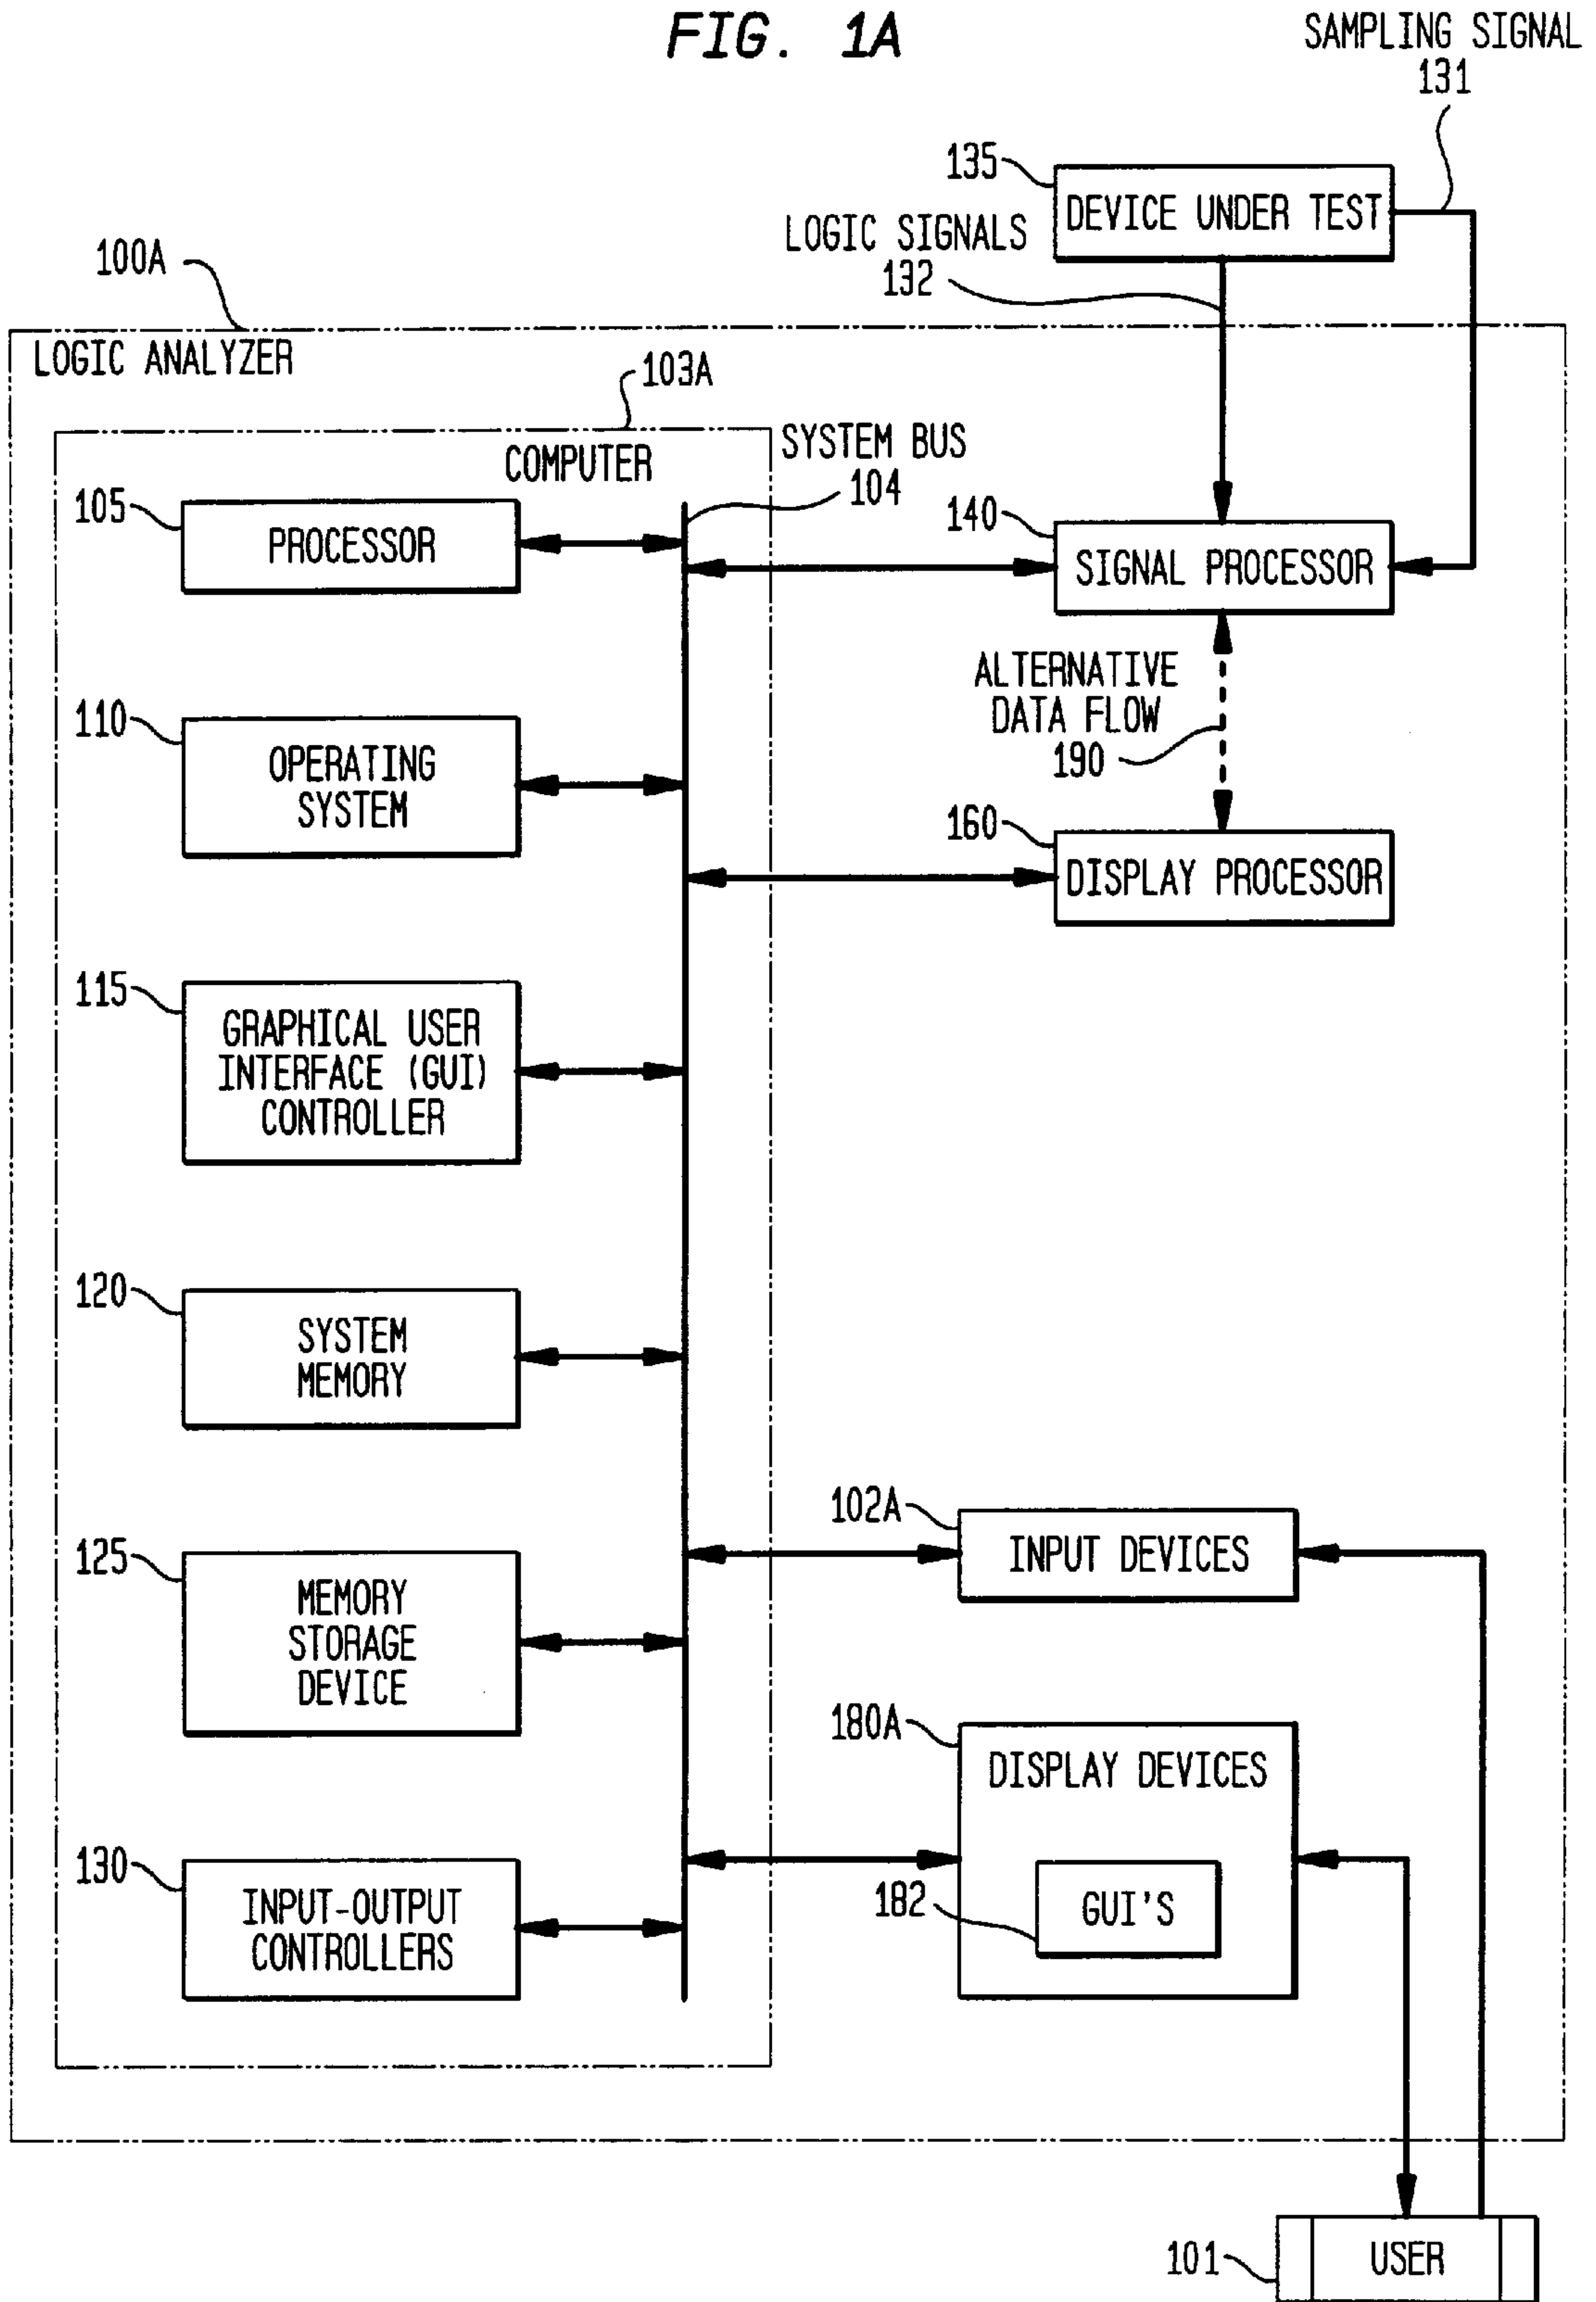 FIG. 1A
SAMPLING SIGNAL
131
135
DEVICE UNDER TEST
LOGIC SIGNALS
132
100A
LOGIC ANALYZER
103A
COMPUTER
SYSTEM BUS
104
105
PROCESSOR
140
SIGNAL PROCESSOR
ALTERNATIVE
DATA FLOW
190
110
OPERATING
SYSTEM
160
DISPLAY PROCESSOR
115
GRAPHICAL USER
INTERFACE (GUI)
CONTROLLER
120
SYSTEM
MEMORY
102A
INPUT DEVICES
125
MEMORY
STORAGE
DEVICE
180A
DISPLAY DEVICES
130
INPUT-OUTPUT
CONTROLLERS
182
GUI'S
101
USER